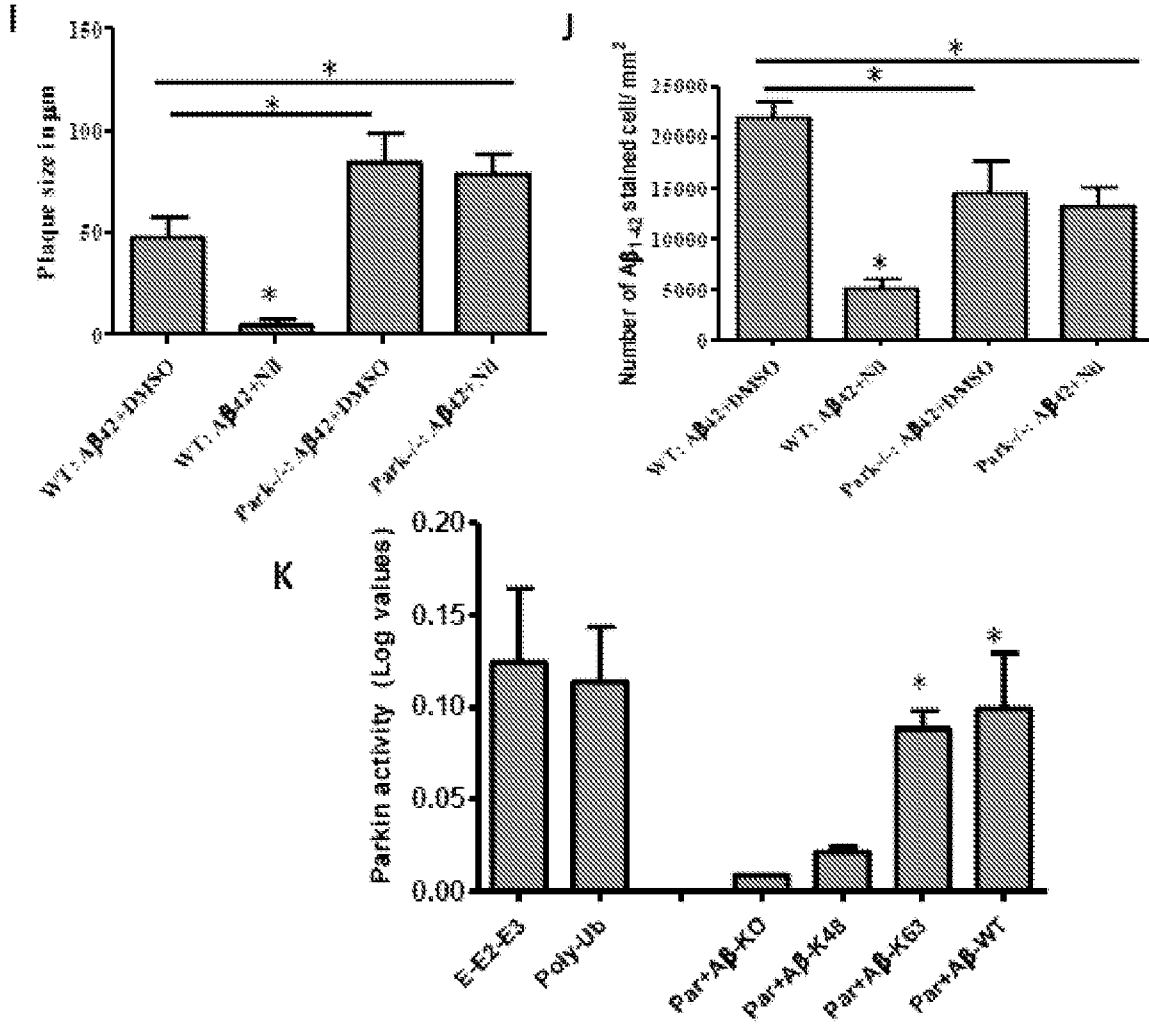 I
150
100
50
0
Plaque size in µm
*
*
*
WT: Aβ42+DMSO
WT: Aβ42+Nil
Park-/-: Aβ42+DMSO
Park-/-: Aβ42+Nil
J
25000
20000
15000
10000
5000
0
Number of Aβ1-42 stained cell/ mm²
*
*
*
WT: Aβ42+DMSO
WT: Aβ42+Nil
Park-/-: Aβ42+DMSO
Park-/-: Aβ42+Nil
K
0.20
0.15
0.10
0.05
0.00
Parkin activity (Log values)
*
*
E-E2-E3
Poly-Ub
Par+Aβ-KO
Par+Aβ-K48
Par+Aβ-K63
Par+Aβ-WT